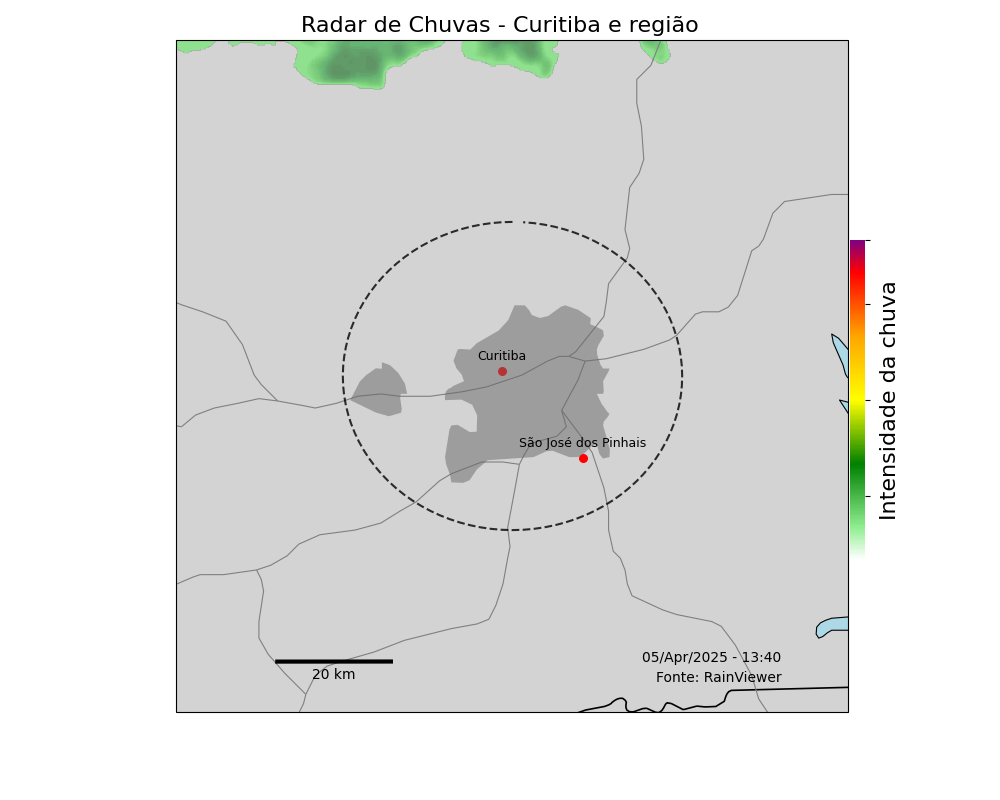 Radar de Chuvas - Curitiba e região
Curitiba
São José dos Pinhais
Intensidade da chuva
05/Apr/2025 - 13:40
20 km
Fonte: RainViewer